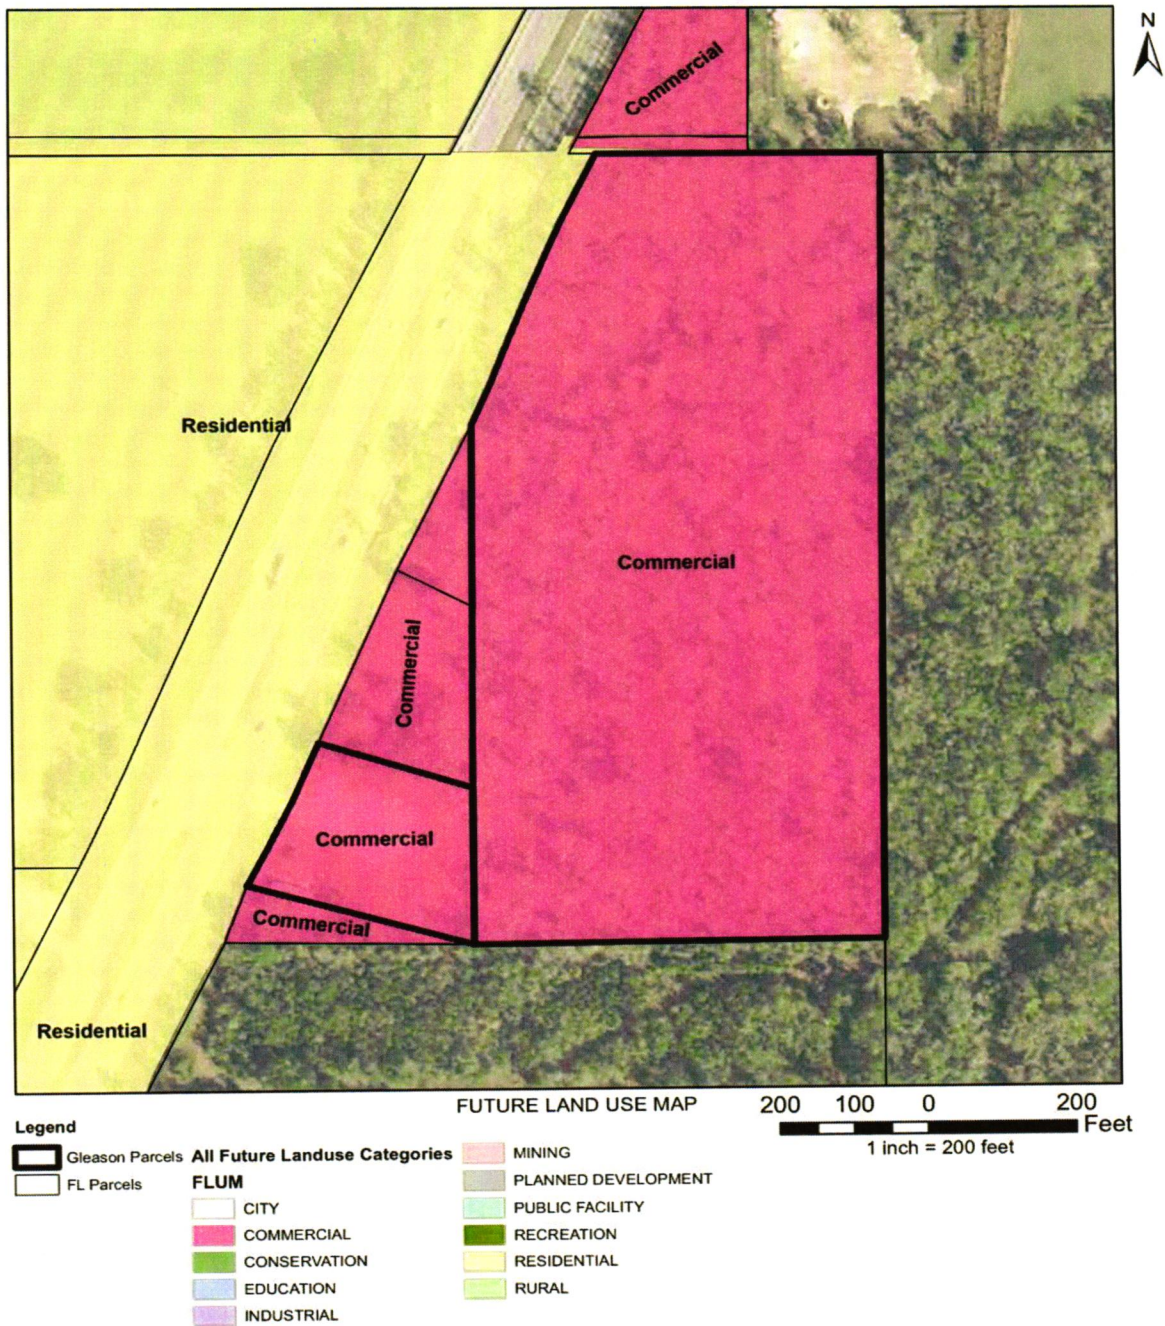 N
Commercial
Residential
Commercial
Commercial
Commercial
Commercial
Residential
FUTURE LAND USE MAP
200 100 0 200
Feet
1 inch = 200 feet
Legend
Gleason Parcels
FL Parcels
All Future Landuse Categories
FLUM
CITY
COMMERCIAL
CONSERVATION
EDUCATION
INDUSTRIAL
MINING
PLANNED DEVELOPMENT
PUBLIC FACILITY
RECREATION
RESIDENTIAL
RURAL